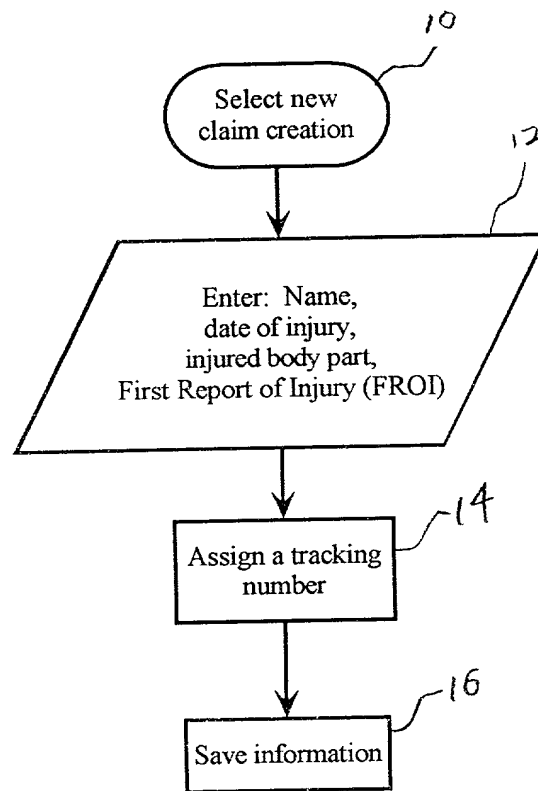 10
Select new
claim creation
12
Enter: Name,
date of injury,
injured body part,
First Report of Injury (FROI)
14
Assign a tracking
number
16
Save information